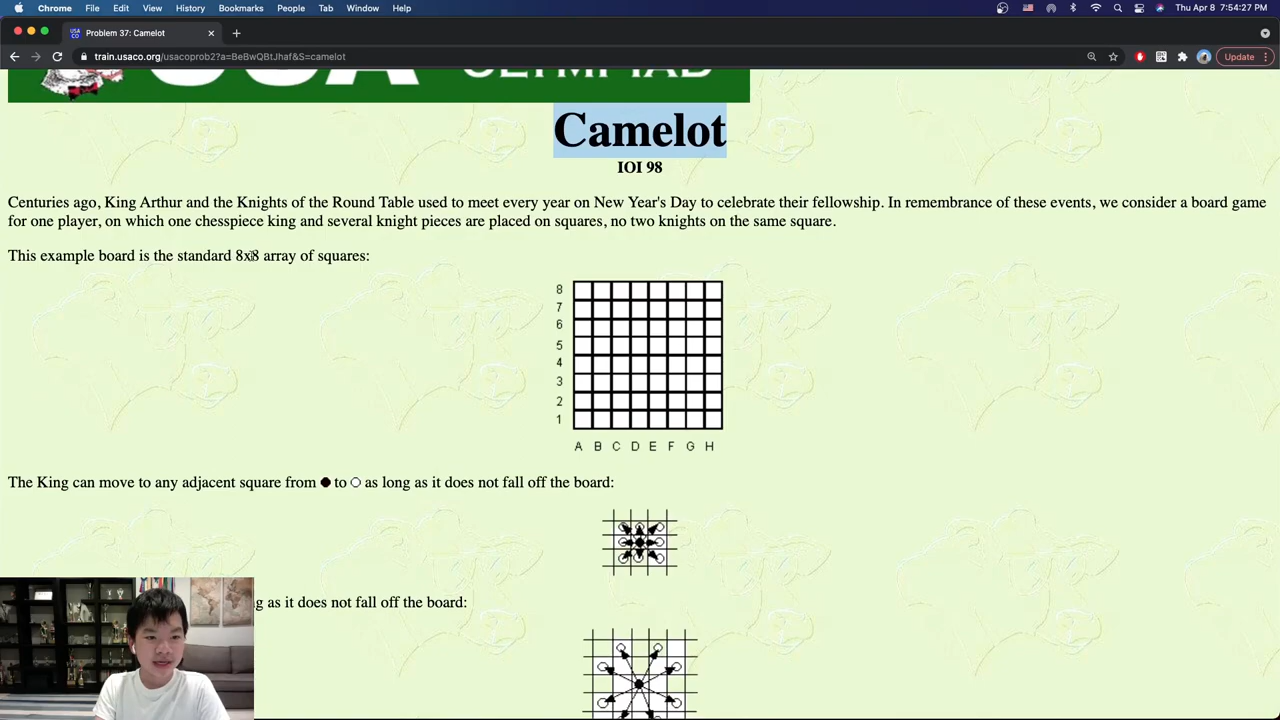 Chrome File Edit View History Bookmarks People Tab Window Help Thu Apr 8 7:54:27 PM
Problem 37: Camelot
train.usaco.org/usacoprob2?a=BeBwQBtJhaf&S=camelot Update
USA OLYMPIAD
Camelot
IOI 98
Centuries ago, King Arthur and the Knights of the Round Table used to meet every year on New Year's Day to celebrate their fellowship. In remembrance of these events, we consider a board game
for one player, on which one chesspiece king and several knight pieces are placed on squares, no two knights on the same square.
This example board is the standard 8x8 array of squares:
8
7
6
5
4
3
2
1
A B C D E F G H
The King can move to any adjacent square from to as long as it does not fall off the board:
g as it does not fall off the board: